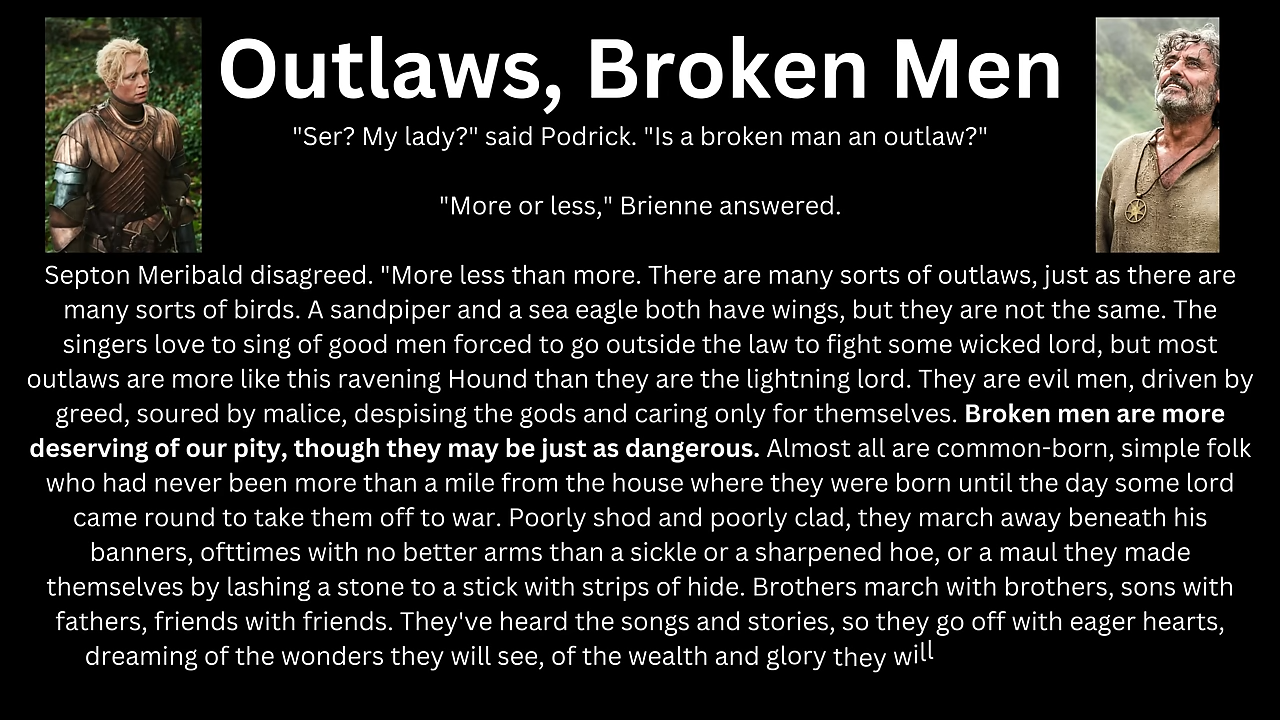 Outlaws, Broken Men
"Ser? My lady?" said Podrick. "Is a broken man an outlaw?"
"More or less," Brienne answered.
Septon Meribald disagreed. "More less than more. There are many sorts of outlaws, just as there are
many sorts of birds. A sandpiper and a sea eagle both have wings, but they are not the same. The
singers love to sing of good men forced to go outside the law to fight some wicked lord, but most
outlaws are more like this ravening Hound than they are the lightning lord. They are evil men, driven by
greed, soured by malice, despising the gods and caring only for themselves. Broken men are more
deserving of our pity, though they may be just as dangerous. Almost all are common-born, simple folk
who had never been more than a mile from the house where they were born until the day some lord
came round to take them off to war. Poorly shod and poorly clad, they march away beneath his
banners, ofttimes with no better arms than a sickle or a sharpened hoe, or a maul they made
themselves by lashing a stone to a stick with strips of hide. Brothers march with brothers, sons with
fathers, friends with friends. They've heard the songs and stories, so they go off with eager hearts,
dreaming of the wonders they will see, of the wealth and glory they will